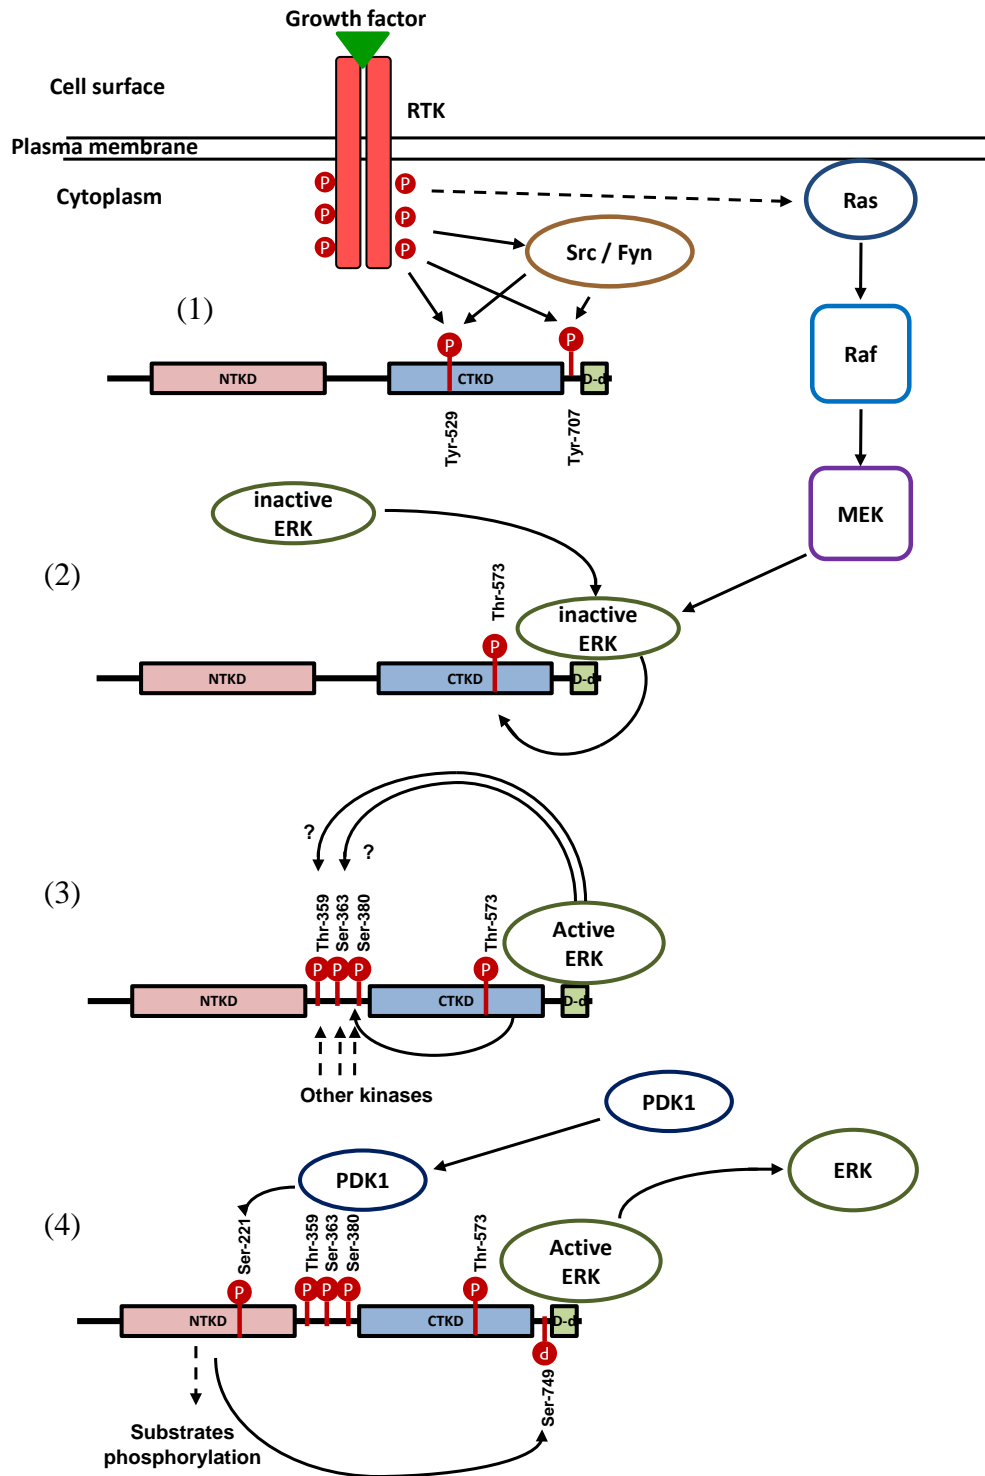 Growth factor
Cell surface
RTK
Plasma membrane
Cytoplasm
P
P
P
P
P
P
Ras
Src / Fyn
(1)
Raf
P
P
NTKD
CTKD
D-d
Tyr-529
Tyr-707
MEK
inactive
ERK
(2)
Thr-573
inactive
ERK
P
NTKD
CTKD
D-d
?
?
(3)
Thr-359
Ser-363
Ser-380
Thr-573
Active
ERK
P
P
P
P
NTKD
CTKD
D-d
Other kinases
PDK1
PDK1
ERK
(4)
Ser-221
Thr-359
Ser-363
Ser-380
Thr-573
Active
ERK
P
P
P
P
P
NTKD
CTKD
D-d
P
Ser-749
Substrates
phosphorylation